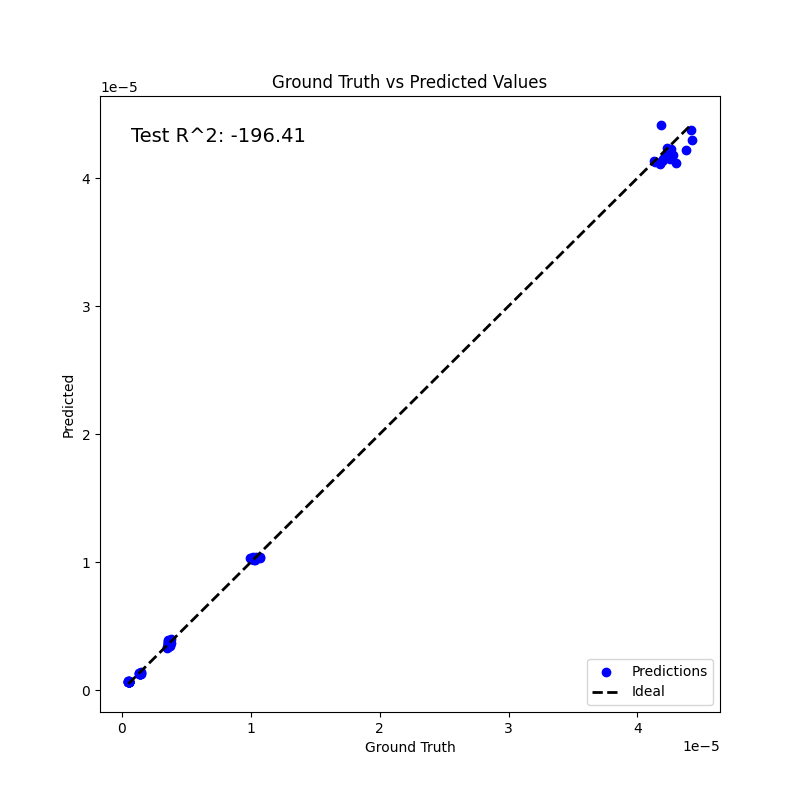 Ground Truth vs Predicted Values
1e−5
Test R^2: -196.41
4
3
2
1
0
Predicted
Predictions
Ideal
0 1 2 3 4
1e−5
Ground Truth